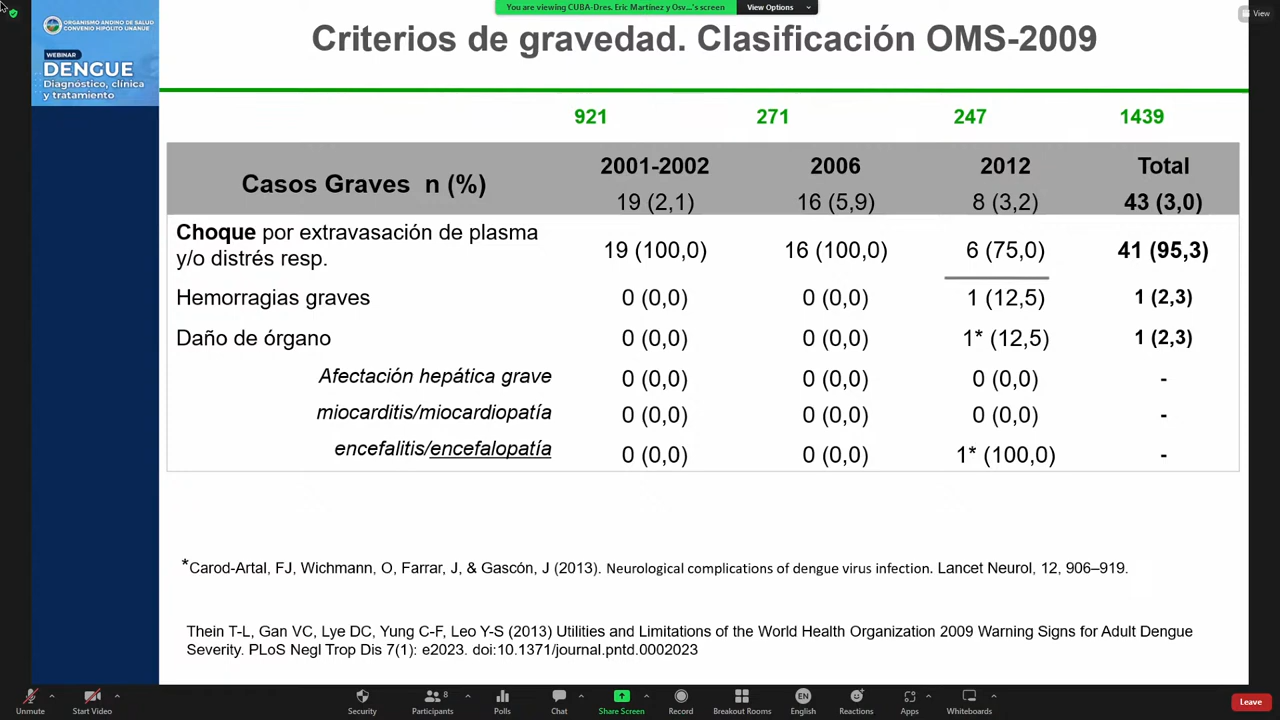 You are viewing CUBA-Dres. Eric Martínez y Osv...'s screen
View Options
View
ORGANISMO ANDINO DE SALUD
CONVENIO HIPÓLITO UNANUE
WEBINAR
DENGUE
Diagnóstico, clínica
y tratamiento
Criterios de gravedad. Clasificación OMS-2009
921 271 247 1439
Casos Graves n (%) 2001-2002 2006 2012 Total
19 (2,1) 16 (5,9) 8 (3,2) 43 (3,0)
Choque por extravasación de plasma
y/o distrés resp. 19 (100,0) 16 (100,0) 6 (75,0) 41 (95,3)
Hemorragias graves 0 (0,0) 0 (0,0) 1 (12,5) 1 (2,3)
Daño de órgano 0 (0,0) 0 (0,0) 1* (12,5) 1 (2,3)
Afectación hepática grave 0 (0,0) 0 (0,0) 0 (0,0) -
miocarditis/miocardiopatía 0 (0,0) 0 (0,0) 0 (0,0) -
encefalitis/encefalopatía 0 (0,0) 0 (0,0) 1* (100,0) -
*Carod-Artal, FJ, Wichmann, O, Farrar, J, & Gascón, J (2013). Neurological complications of dengue virus infection. Lancet Neurol, 12, 906–919.
Thein T-L, Gan VC, Lye DC, Yung C-F, Leo Y-S (2013) Utilities and Limitations of the World Health Organization 2009 Warning Signs for Adult Dengue
Severity. PLoS Negl Trop Dis 7(1): e2023. doi:10.1371/journal.pntd.0002023
8
EN
Unmute Start Video Security Participants Polls Chat Share Screen Record Breakout Rooms English Reactions Apps Whiteboards Leave